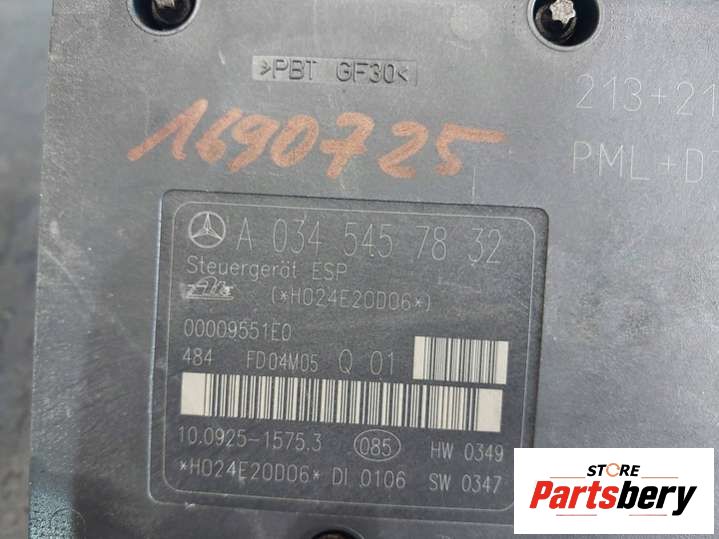 >PBT GF30<
1690725
213+21
PML+D
A 034 545 78 32
Steuergerät ESP
Ate (*H024E20D06*)
00009551E0
484 FD04M05 Q 01
10.0925-1575.3 085 HW 0349
*H024E20D06* DI 0106 SW 0347
STORE
Partsbery